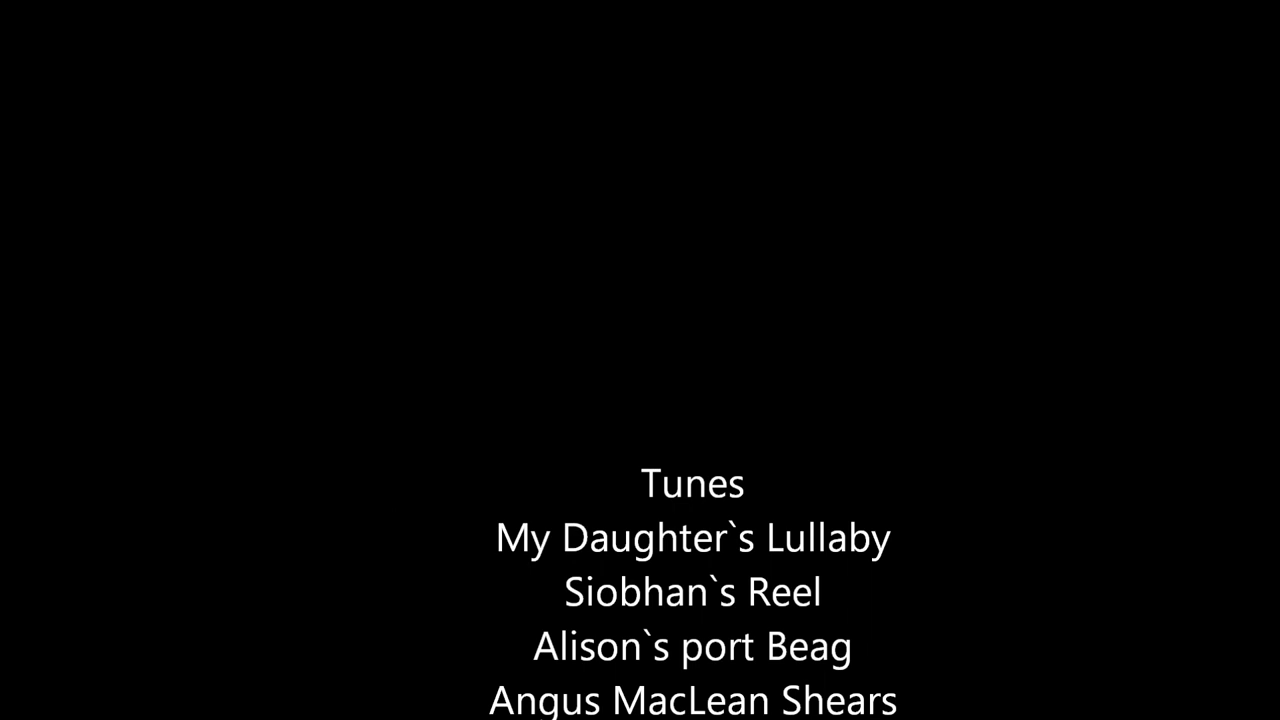 Tunes
My Daughter`s Lullaby
Siobhan`s Reel
Alison`s port Beag
Angus MacLean Shears